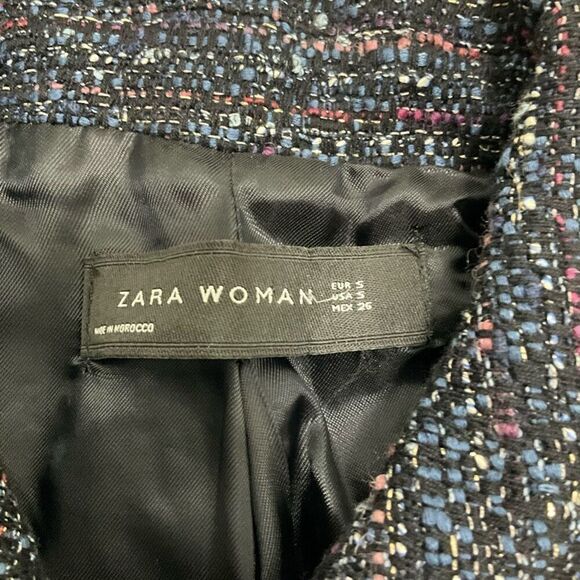 ZARA WOMAN
EUR S
USA S
MEX 26
MADE IN MOROCCO